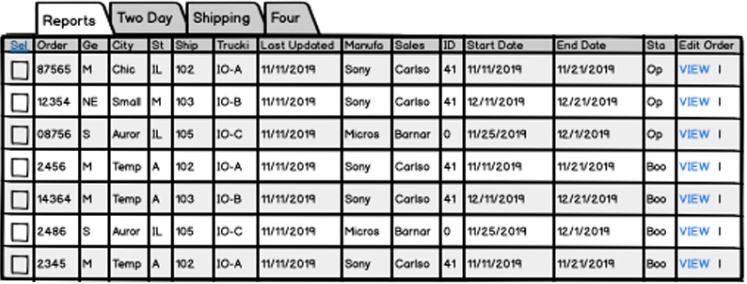 Reports Two Day Shipping Four
Sel Order Ge City St Ship Trucki Last Updated Manufa Sales ID Start Date End Date Sta Edit Order
87565 M Chic IL 102 IO-A 11/11/2019 Sony Carlso 41 11/11/2019 11/21/2019 Op VIEW I
12354 NE Small M 103 IO-B 11/11/2019 Sony Carlso 41 12/11/2019 12/21/2019 Op VIEW I
08756 S Auror IL 105 IO-C 11/11/2019 Micros Barnar 0 11/25/2019 12/1/2019 Op VIEW I
2456 M Temp A 102 IO-A 11/11/2019 Sony Carlso 41 11/11/2019 11/21/2019 Boo VIEW I
14364 M Temp A 103 IO-B 11/11/2019 Sony Carlso 41 12/11/2019 12/21/2019 Boo VIEW I
2486 S Auror IL 105 IO-C 11/11/2019 Micros Barnar 0 11/25/2019 12/1/2019 Boo VIEW I
2345 M Temp A 102 IO-A 11/11/2019 Sony Carlso 41 11/11/2019 11/21/2019 Boo VIEW I